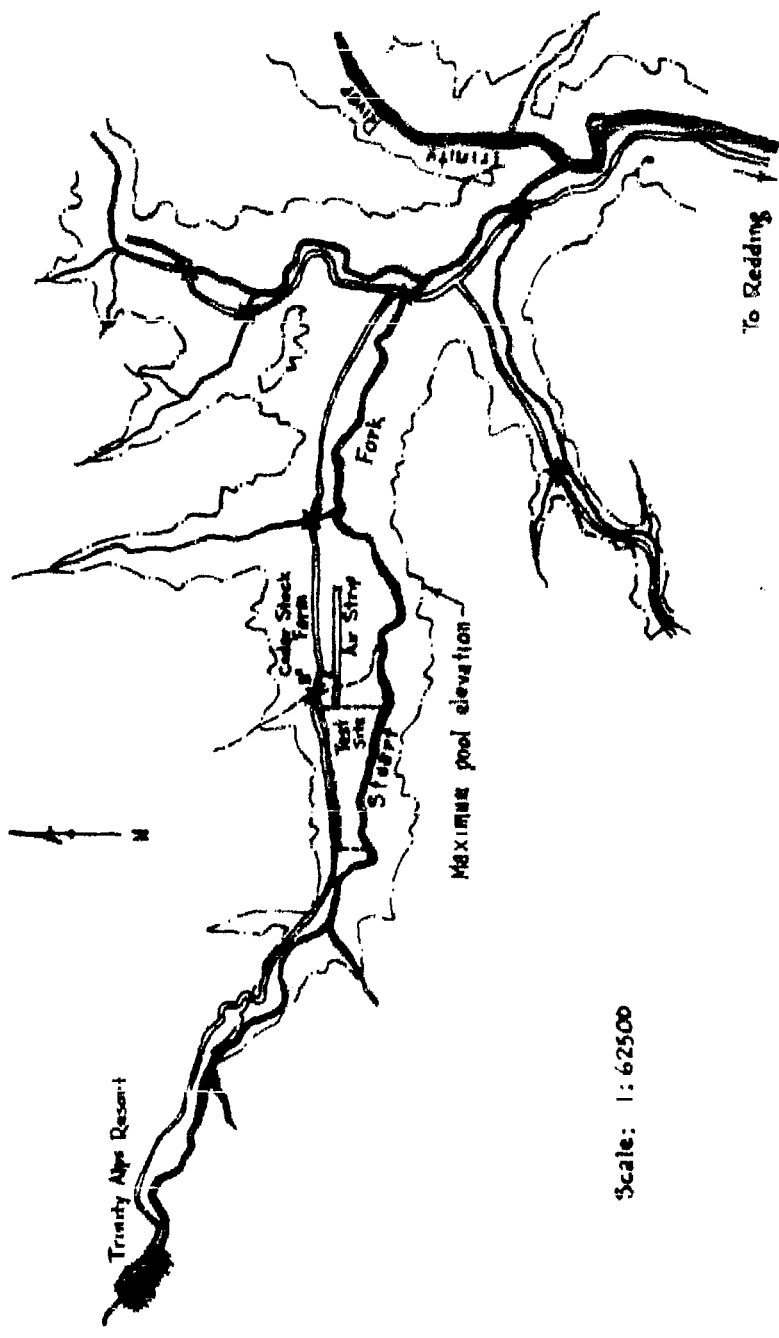 Trinity Alps Resort
Cedar Stock
Farm
Air Strip
Test
Site
Stuart
Fork
Trinity
River
Maximum pool elevation
To Redding
N
Scale: 1:62500